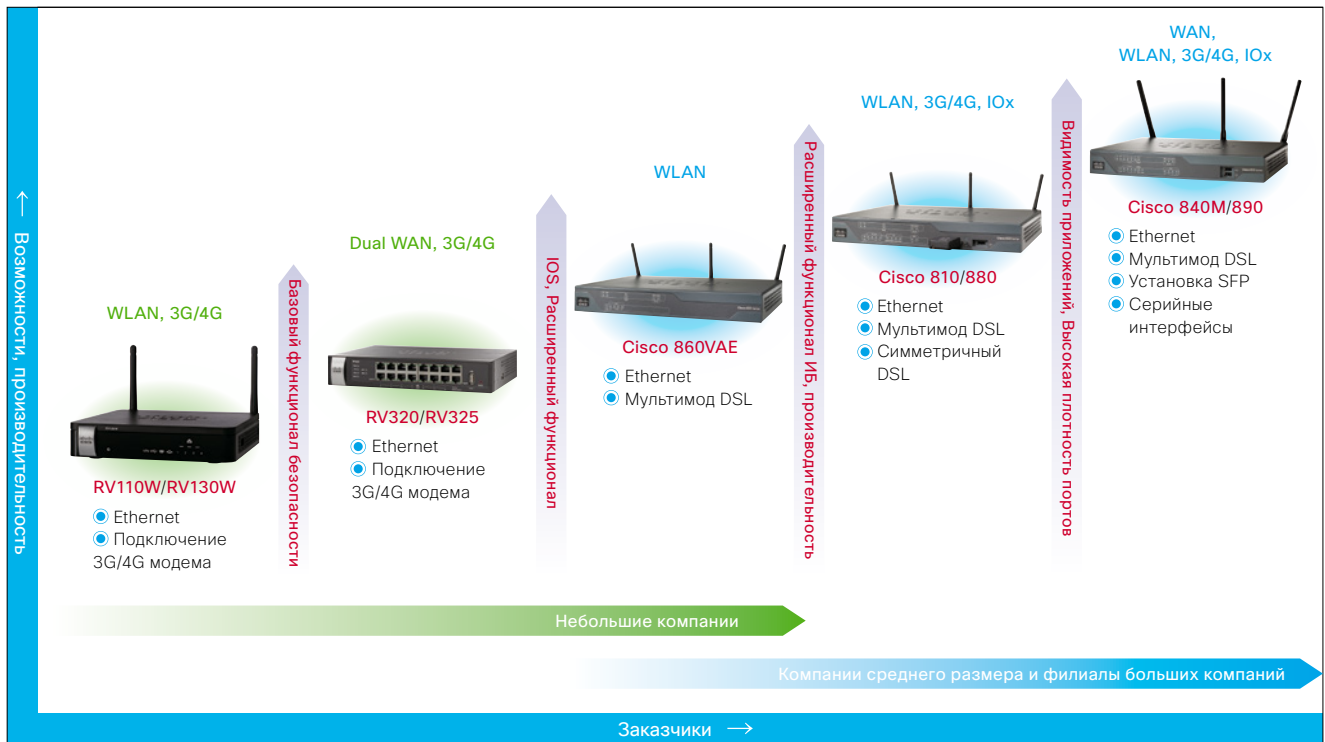 WAN,
WLAN, 3G/4G, IOx
WLAN, 3G/4G, IOx
WLAN
Dual WAN, 3G/4G
WLAN, 3G/4G
Возможности, производительность →
RV110W/RV130W
Ethernet
Подключение
3G/4G модема
Базовый функционал безопасности
RV320/RV325
Ethernet
Подключение
3G/4G модема
IOS, Расширенный функционал
Cisco 860VAE
Ethernet
Мультимод DSL
Расширенный функционал ИБ, производительность
Cisco 810/880
Ethernet
Мультимод DSL
Симметричный
DSL
Видимость приложений, Высокая плотность портов
Cisco 840M/890
Ethernet
Мультимод DSL
Установка SFP
Серийные
интерфейсы
Небольшие компании
Компании среднего размера и филиалы больших компаний
Заказчики →